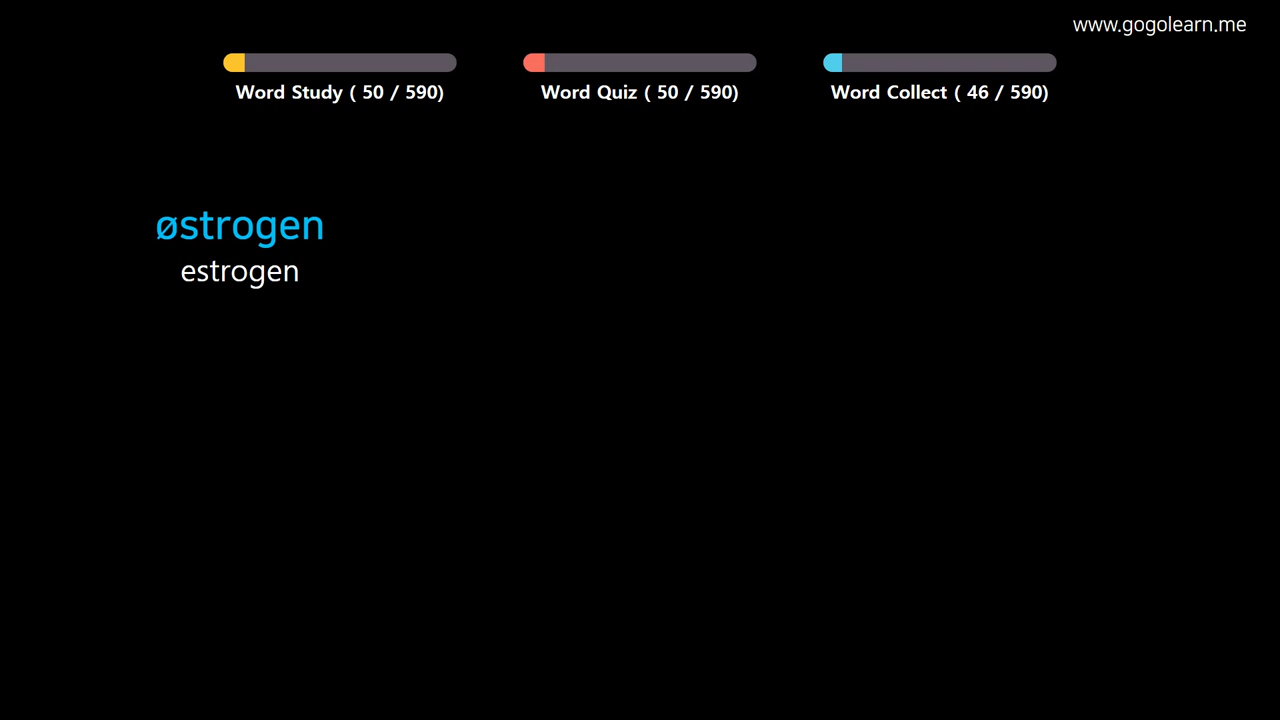 www.gogolearn.me
Word Study ( 50 / 590)
Word Quiz ( 50 / 590)
Word Collect ( 46 / 590)
østrogen
estrogen